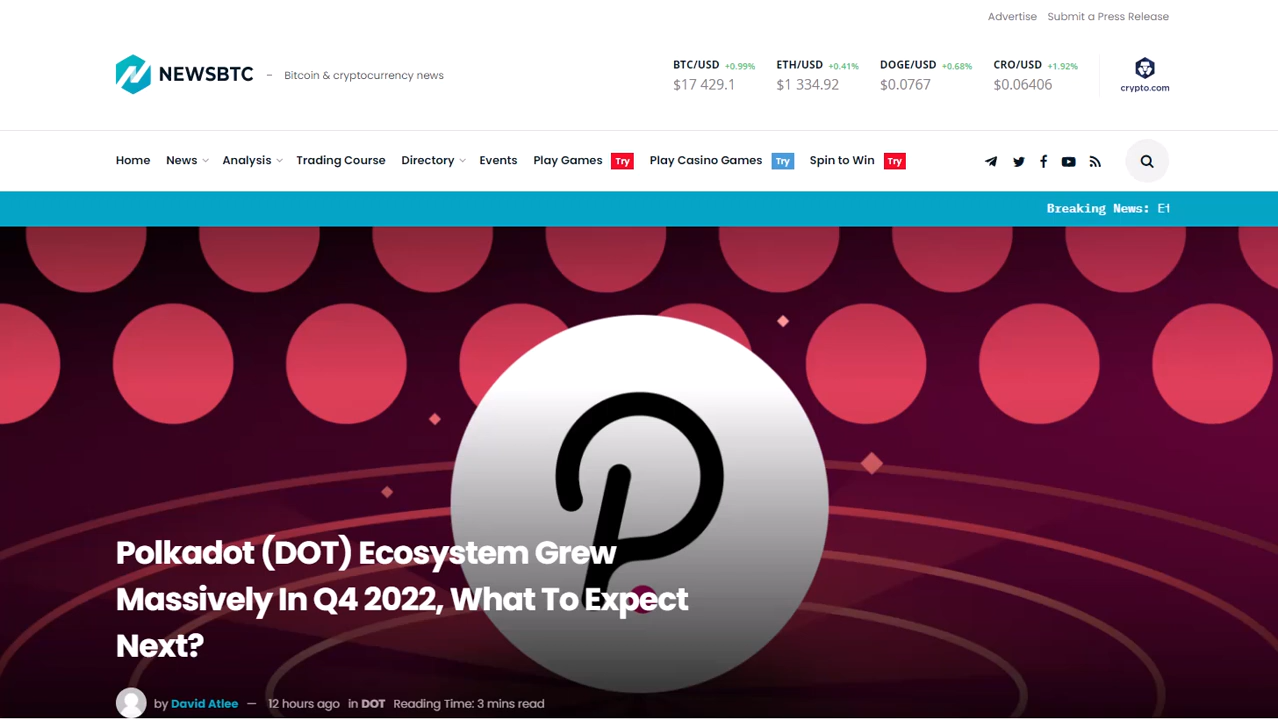 Advertise Submit a Press Release
NEWSBTC – Bitcoin & cryptocurrency news
BTC/USD +0.99% ETH/USD +0.41% DOGE/USD +0.68% CRO/USD +1.92%
$17 429.1 $1 334.92 $0.0767 $0.06406
crypto.com
Home News Analysis Trading Course Directory Events Play Games Try Play Casino Games Try Spin to Win Try
Breaking News:
Polkadot (DOT) Ecosystem Grew
Massively In Q4 2022, What To Expect
Next?
by David Atlee — 12 hours ago in DOT Reading Time: 3 mins read